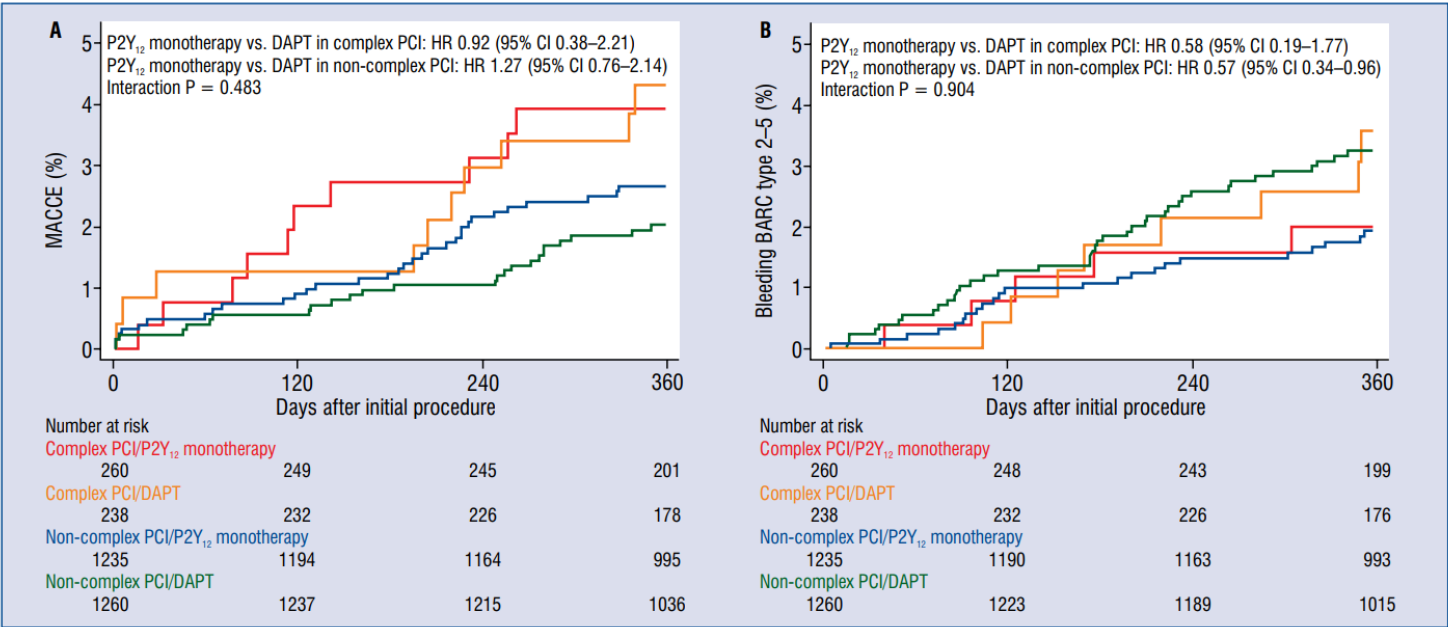 A
P2Y12 monotherapy vs. DAPT in complex PCI: HR 0.92 (95% CI 0.38–2.21)
P2Y12 monotherapy vs. DAPT in non-complex PCI: HR 1.27 (95% CI 0.76–2.14)
Interaction P = 0.483
MACCE (%)
5
4
3
2
1
0
0 120 240 360
Days after initial procedure
Number at risk
Complex PCI/P2Y12 monotherapy
260 249 245 201
Complex PCI/DAPT
238 232 226 178
Non-complex PCI/P2Y12 monotherapy
1235 1194 1164 995
Non-complex PCI/DAPT
1260 1237 1215 1036
B
P2Y12 monotherapy vs. DAPT in complex PCI: HR 0.58 (95% CI 0.19–1.77)
P2Y12 monotherapy vs. DAPT in non-complex PCI: HR 0.57 (95% CI 0.34–0.96)
Interaction P = 0.904
Bleeding BARC type 2–5 (%)
5
4
3
2
1
0
0 120 240 360
Days after initial procedure
Number at risk
Complex PCI/P2Y12 monotherapy
260 248 243 199
Complex PCI/DAPT
238 232 226 176
Non-complex PCI/P2Y12 monotherapy
1235 1190 1163 993
Non-complex PCI/DAPT
1260 1223 1189 1015